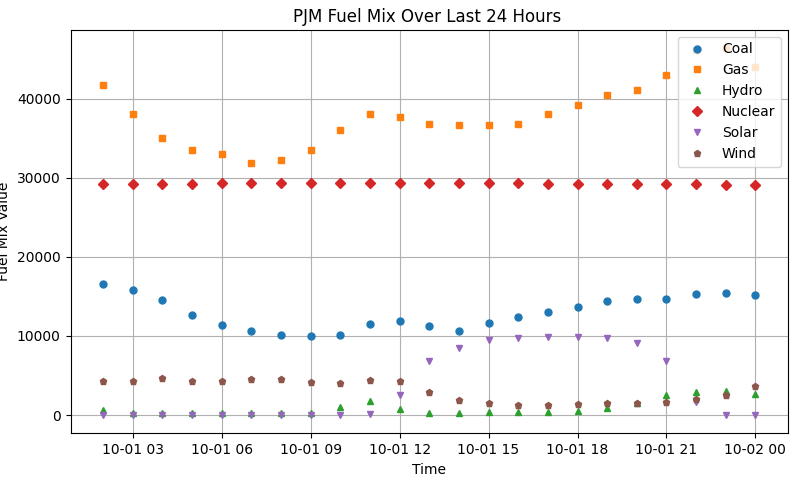 PJM Fuel Mix Over Last 24 Hours
Coal
Gas
Hydro
Nuclear
Solar
Wind
40000
30000
20000
10000
0
Fuel Mix Value
10-01 03 10-01 06 10-01 09 10-01 12 10-01 15 10-01 18 10-01 21 10-02 00
Time